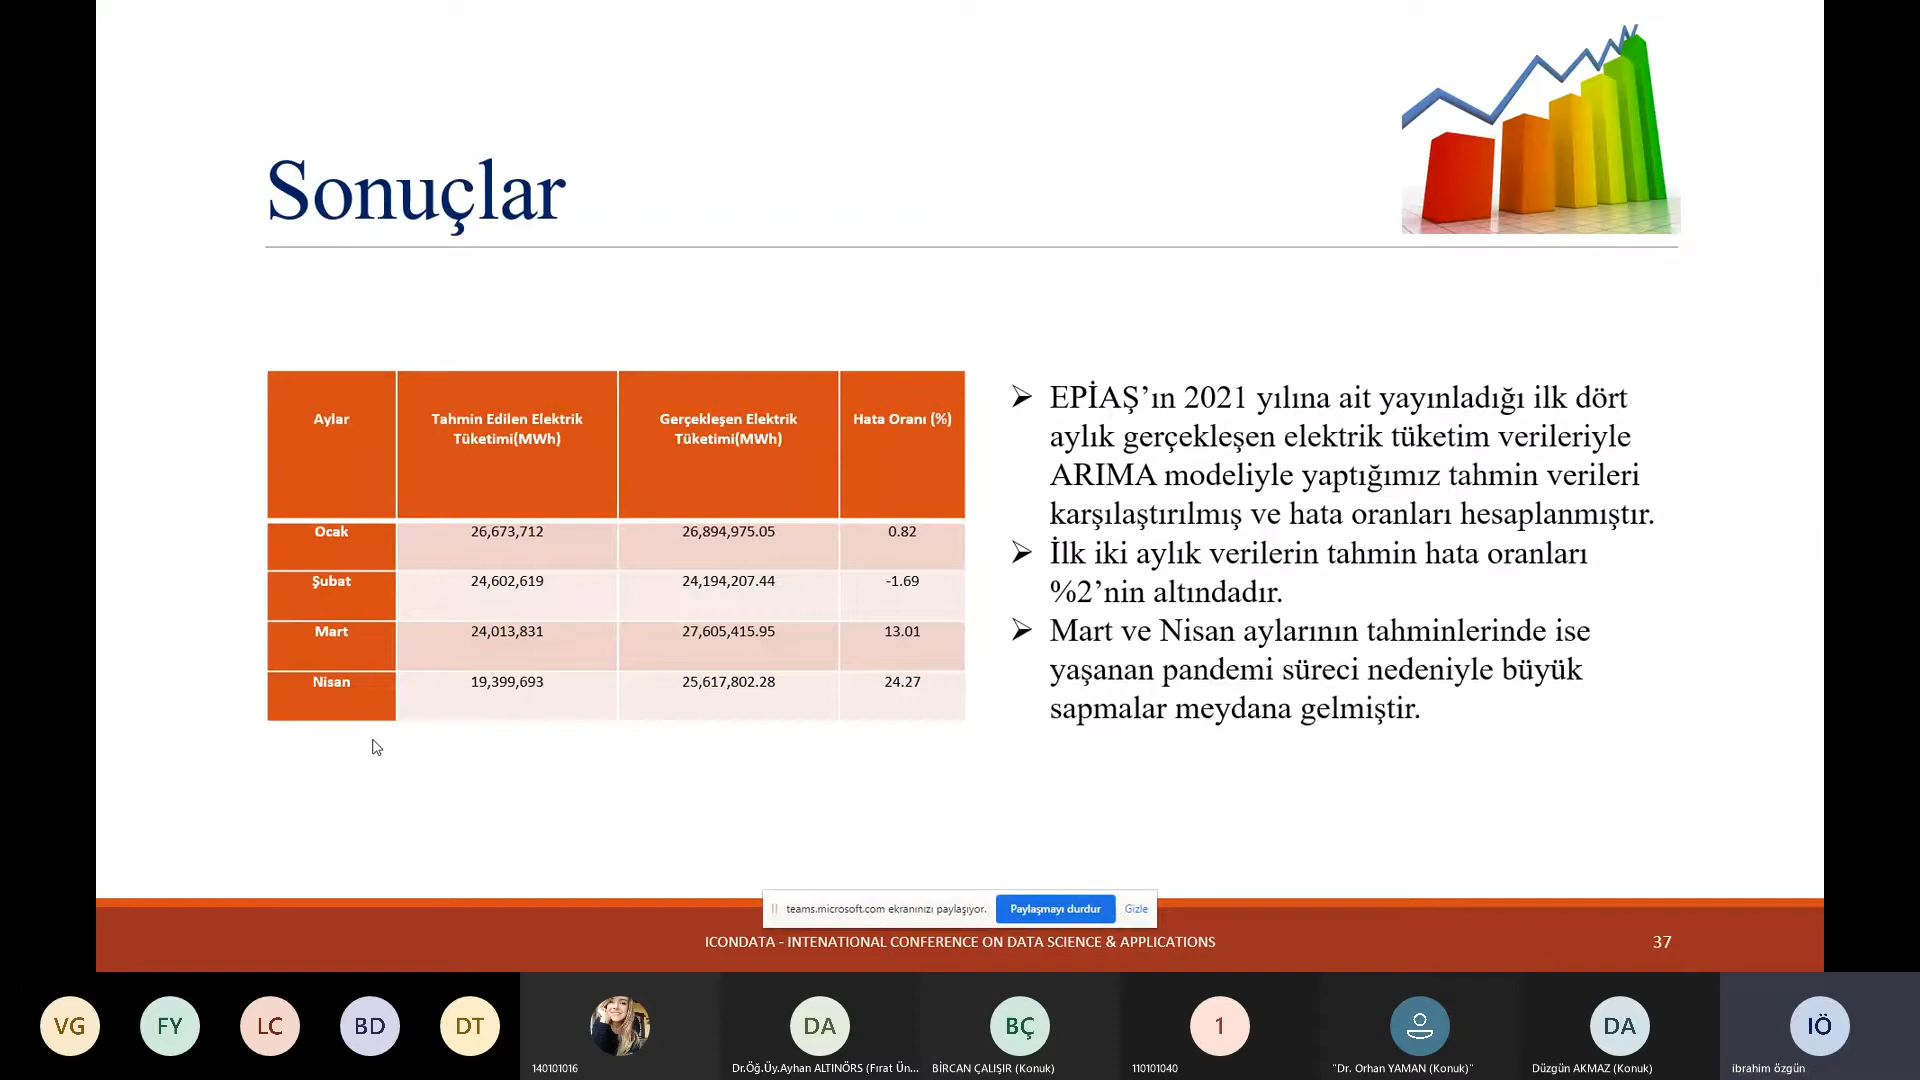 Sonuçlar
Aylar
Tahmin Edilen Elektrik
Tüketimi(MWh)
Gerçekleşen Elektrik
Tüketimi(MWh)
Hata Oranı (%)
Ocak 26,673,712 26,894,975.05 0.82
Şubat 24,602,619 24,194,207.44 -1.69
Mart 24,013,831 27,605,415.95 13.01
Nisan 19,399,693 25,617,802.28 24.27
➢ EPİAŞ’ın 2021 yılına ait yayınladığı ilk dört
aylık gerçekleşen elektrik tüketim verileriyle
ARIMA modeliyle yaptığımız tahmin verileri
karşılaştırılmış ve hata oranları hesaplanmıştır.
➢ İlk iki aylık verilerin tahmin hata oranları
%2’nin altındadır.
➢ Mart ve Nisan aylarının tahminlerinde ise
yaşanan pandemi süreci nedeniyle büyük
sapmalar meydana gelmiştir.
teams.microsoft.com ekranınızı paylaşıyor. Paylaşmayı durdur Gizle
ICONDATA - INTENATIONAL CONFERENCE ON DATA SCIENCE & APPLICATIONS
37
VG FY LC BD DT DA BÇ 1 DA IÖ
140101016 Dr.Öğ.Üy.Ayhan ALTINÖRS (Fırat Ün... BİRCAN ÇALIŞIR (Konuk) 110101040 "Dr. Orhan YAMAN (Konuk)" Düzgün AKMAZ (Konuk) ibrahim özgün